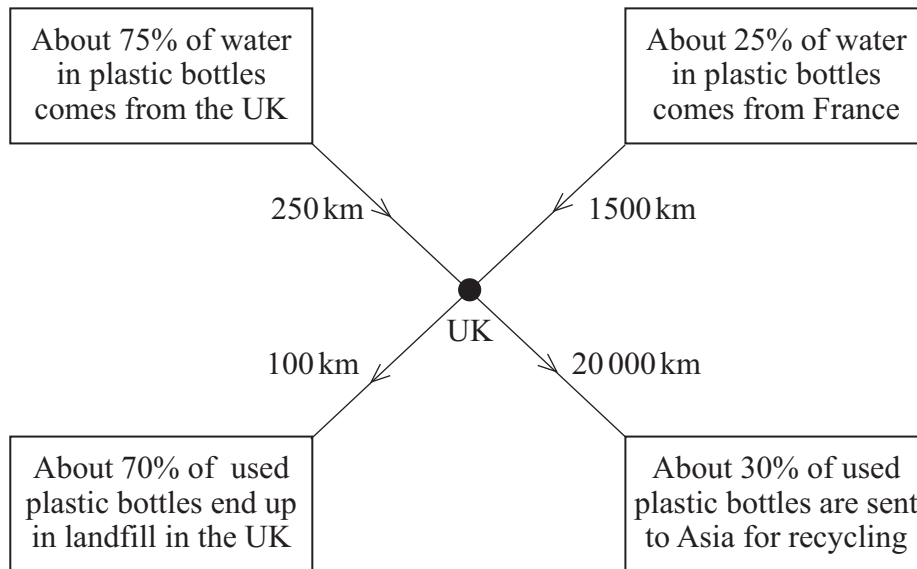 About 75% of water
in plastic bottles
comes from the UK
About 25% of water
in plastic bottles
comes from France
250 km
1500 km
UK
100 km
20 000 km
About 70% of used
plastic bottles end up
in landfill in the UK
About 30% of used
plastic bottles are sent
to Asia for recycling